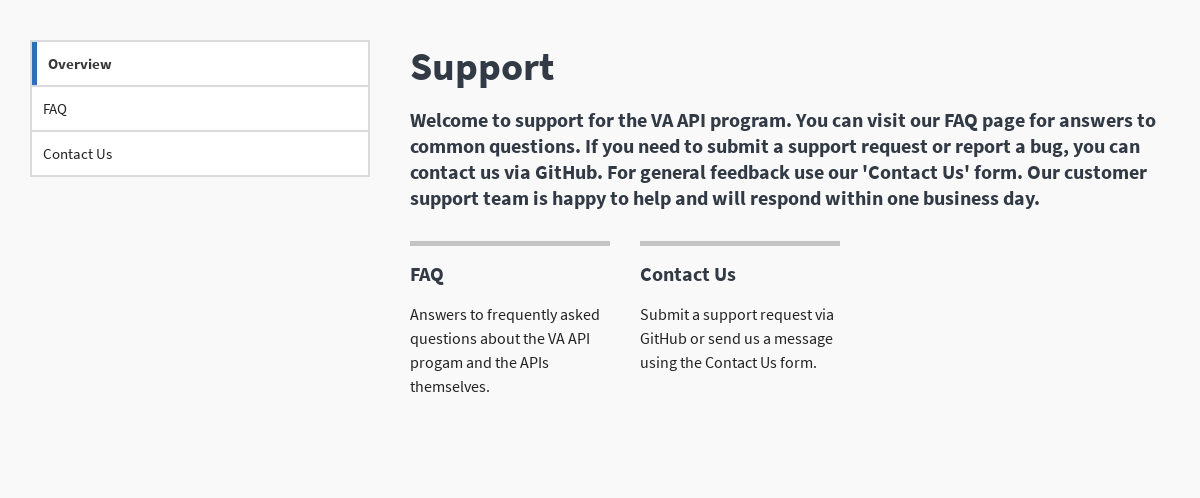 Overview
FAQ
Contact Us
Support
Welcome to support for the VA API program. You can visit our FAQ page for answers to
common questions. If you need to submit a support request or report a bug, you can
contact us via GitHub. For general feedback use our 'Contact Us' form. Our customer
support team is happy to help and will respond within one business day.
FAQ
Answers to frequently asked
questions about the VA API
progam and the APIs
themselves.
Contact Us
Submit a support request via
GitHub or send us a message
using the Contact Us form.